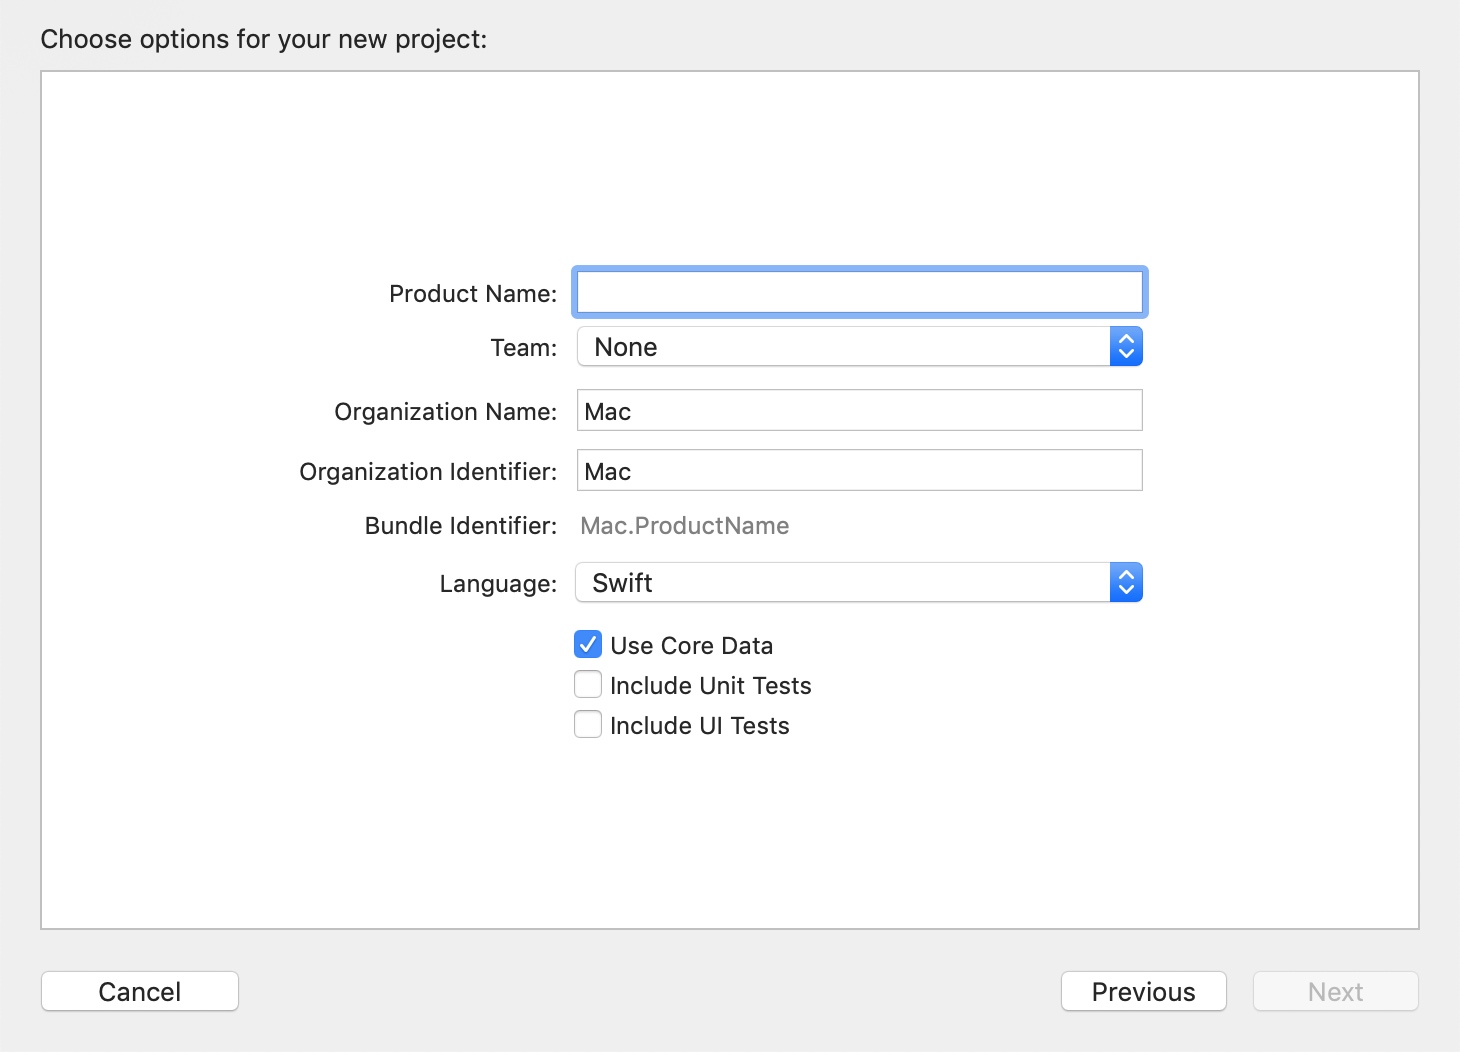 Choose options for your new project:
Product Name:
Team: None
Organization Name: Mac
Organization Identifier: Mac
Bundle Identifier: Mac.ProductName
Language: Swift
Use Core Data
Include Unit Tests
Include UI Tests
Cancel Previous Next